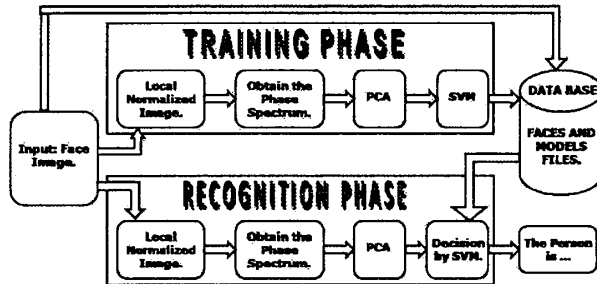 TRAINING PHASE
Local
Normalized
Image.
Obtain the
Phase
Spectrum.
PCA
SVM
DATA BASE
FACES AND
MODELS
FILES.
Input: Face
Image.
RECOGNITION PHASE
Local
Normalized
Image.
Obtain the
Phase
Spectrum.
PCA
Decision
by SVM.
The Person
is ...